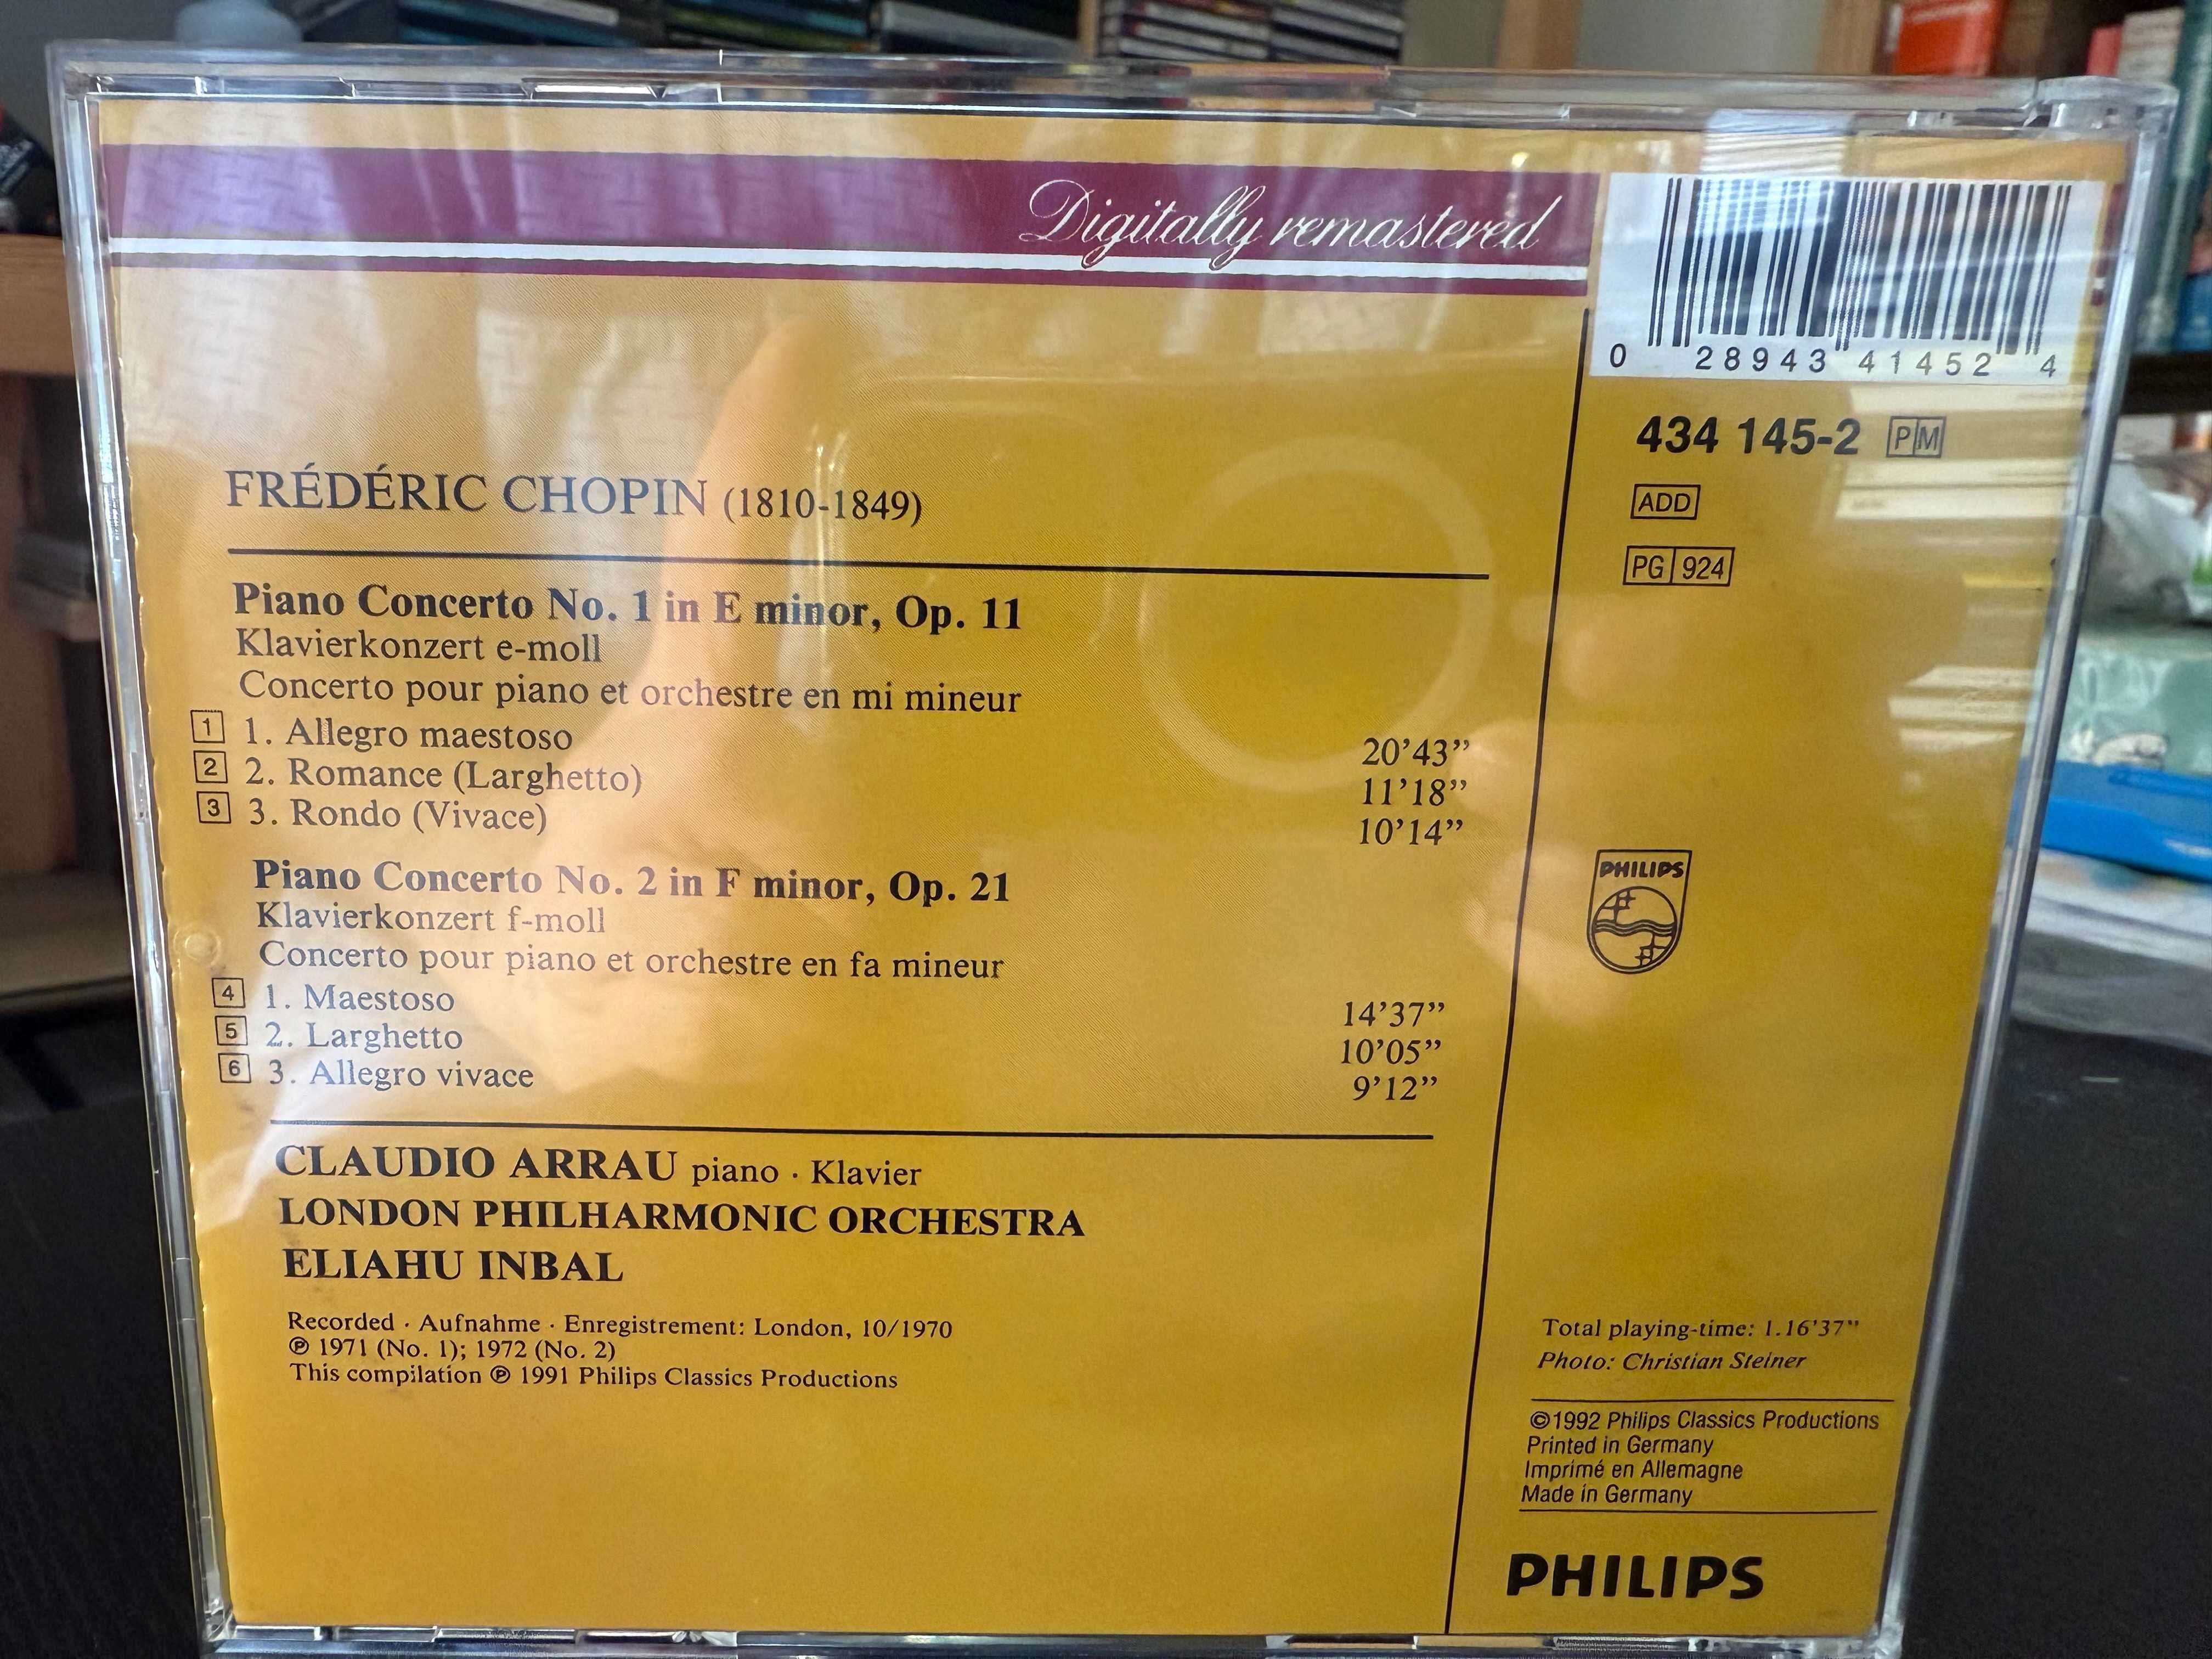 Digitally remastered
0 28943 41452 4
434 145-2 PM
ADD
PG 924
FRÉDÉRIC CHOPIN (1810-1849)
Piano Concerto No. 1 in E minor, Op. 11
Klavierkonzert e-moll
Concerto pour piano et orchestre en mi mineur
1 1. Allegro maestoso 20’43”
2 2. Romance (Larghetto) 11’18”
3 3. Rondo (Vivace) 10’14”
Piano Concerto No. 2 in F minor, Op. 21
Klavierkonzert f-moll
Concerto pour piano et orchestre en fa mineur
4 1. Maestoso 14’37”
5 2. Larghetto 10’05”
6 3. Allegro vivace 9’12”
CLAUDIO ARRAU piano · Klavier
LONDON PHILHARMONIC ORCHESTRA
ELIAHU INBAL
Recorded · Aufnahme · Enregistrement: London, 10/1970
℗ 1971 (No. 1); 1972 (No. 2)
This compilation ℗ 1991 Philips Classics Productions
PHILIPS
Total playing-time: 1.16’37”
Photo: Christian Steiner
©1992 Philips Classics Productions
Printed in Germany
Imprimé en Allemagne
Made in Germany
PHILIPS